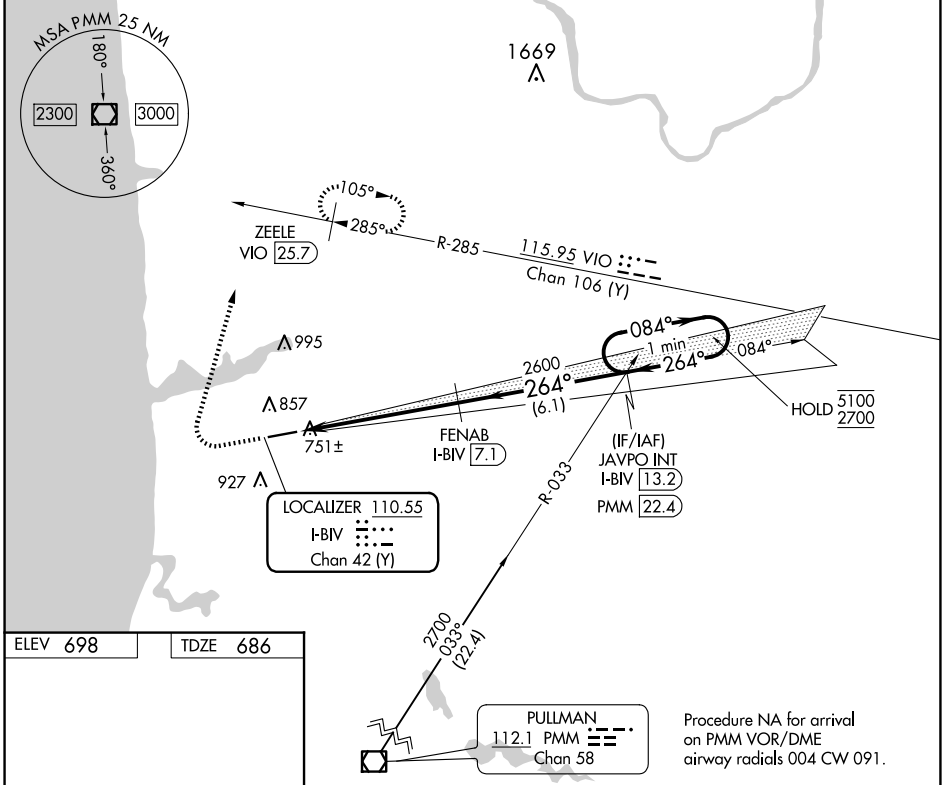 MSA PMM 25 NM
180°
2300
3000
360°
1669
105°
285°
ZEELE
VIO 25.7
R-285
115.95 VIO
Chan 106 (Y)
995
857
751±
927
084°
1 min
264°
084°
2600
264°
(6.1)
HOLD 5100
2700
FENAB
I-BIV 7.1
(IF/IAF)
JAVPO INT
I-BIV 13.2
PMM 22.4
R-033
LOCALIZER 110.55
I-BIV
Chan 42 (Y)
2700
033°
(22.4)
ELEV 698
TDZE 686
PULLMAN
112.1 PMM
Chan 58
Procedure NA for arrival
on PMM VOR/DME
airway radials 004 CW 091.